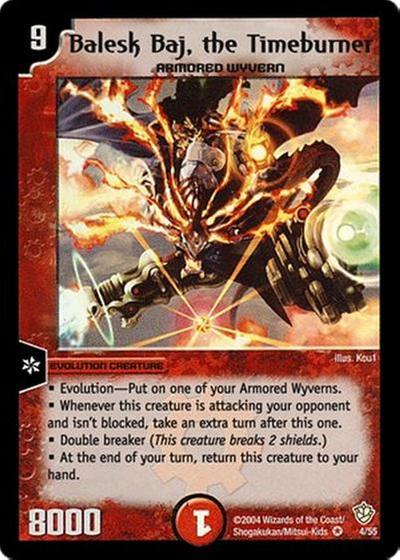 9 Balesk Baj, the Timeburner
ARMORED WYVERN
illus. Kou1
EVOLUTION CREATURE
▪ Evolution—Put on one of your Armored Wyverns.
▪ Whenever this creature is attacking your opponent
and isn't blocked, take an extra turn after this one.
▪ Double breaker (This creature breaks 2 shields.)
▪ At the end of your turn, return this creature to your
hand.
8000
1
©2004 Wizards of the Coast/
Shogakukan/Mitsui-Kids ✪ 4/55